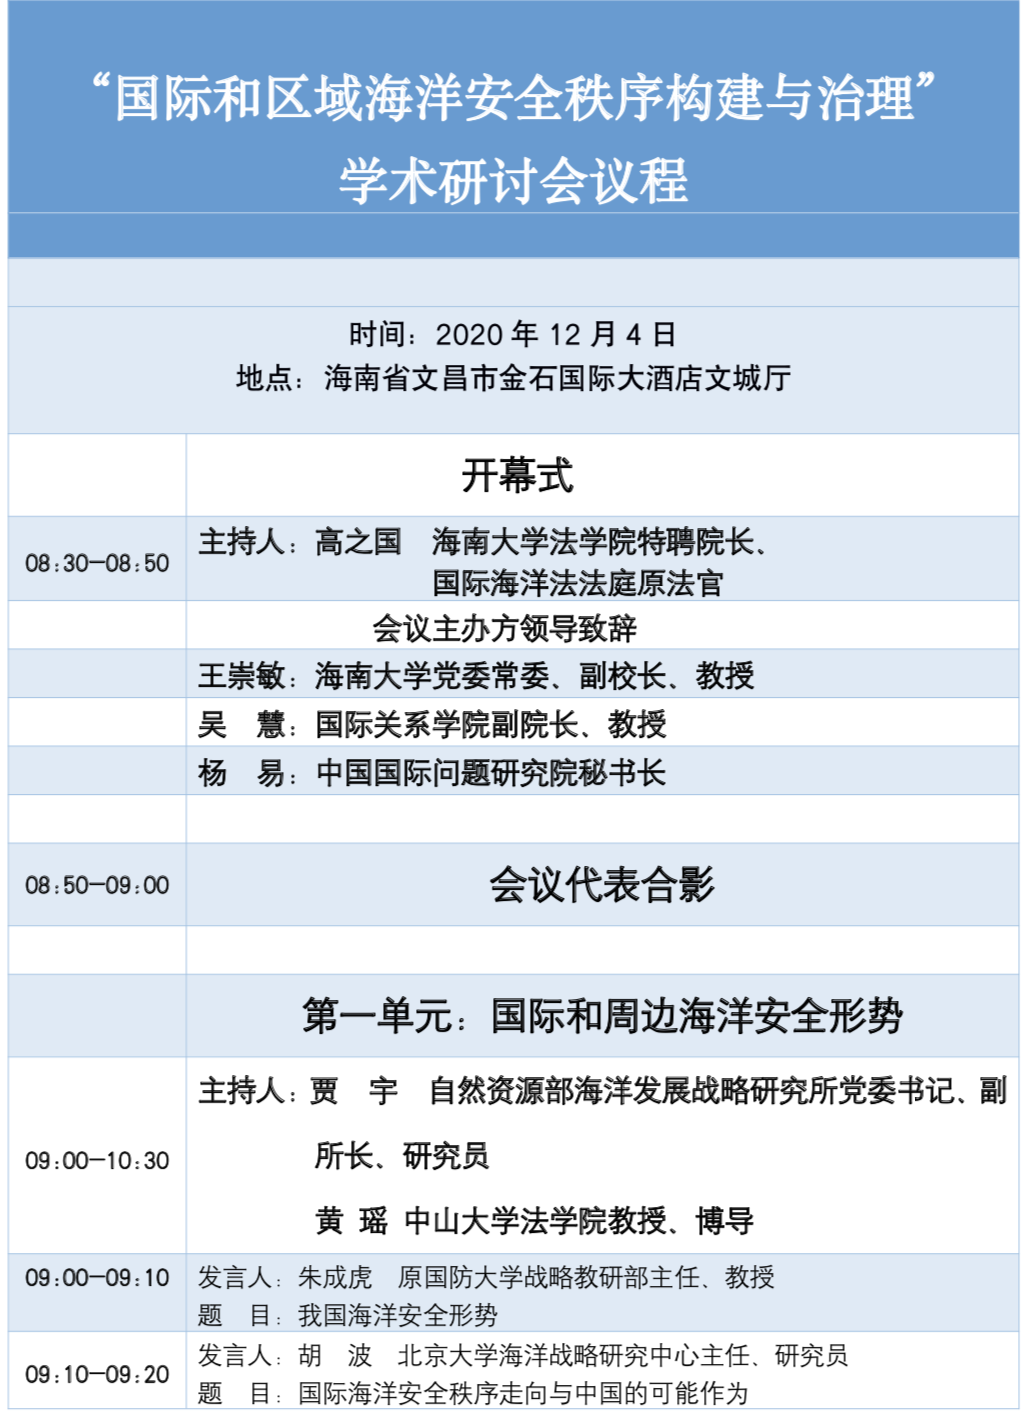 “国际和区域海洋安全秩序构建与治理”
学术研讨会议程
时间：2020 年 12 月 4 日
地点：海南省文昌市金石国际大酒店文城厅
开幕式
08:30—08:50
主持人：高之国　海南大学法学院特聘院长、
国际海洋法法庭原法官
会议主办方领导致辞
王崇敏：海南大学党委常委、副校长、教授
吴　慧：国际关系学院副院长、教授
杨　易：中国国际问题研究院秘书长
08:50—09:00
会议代表合影
第一单元：国际和周边海洋安全形势
09:00—10:30
主持人：贾　宇　自然资源部海洋发展战略研究所党委书记、副
所长、研究员
黄 瑶 中山大学法学院教授、博导
09:00—09:10
发言人：朱成虎　原国防大学战略教研部主任、教授
题　目：我国海洋安全形势
09:10—09:20
发言人：胡　波　北京大学海洋战略研究中心主任、研究员
题　目：国际海洋安全秩序走向与中国的可能作为